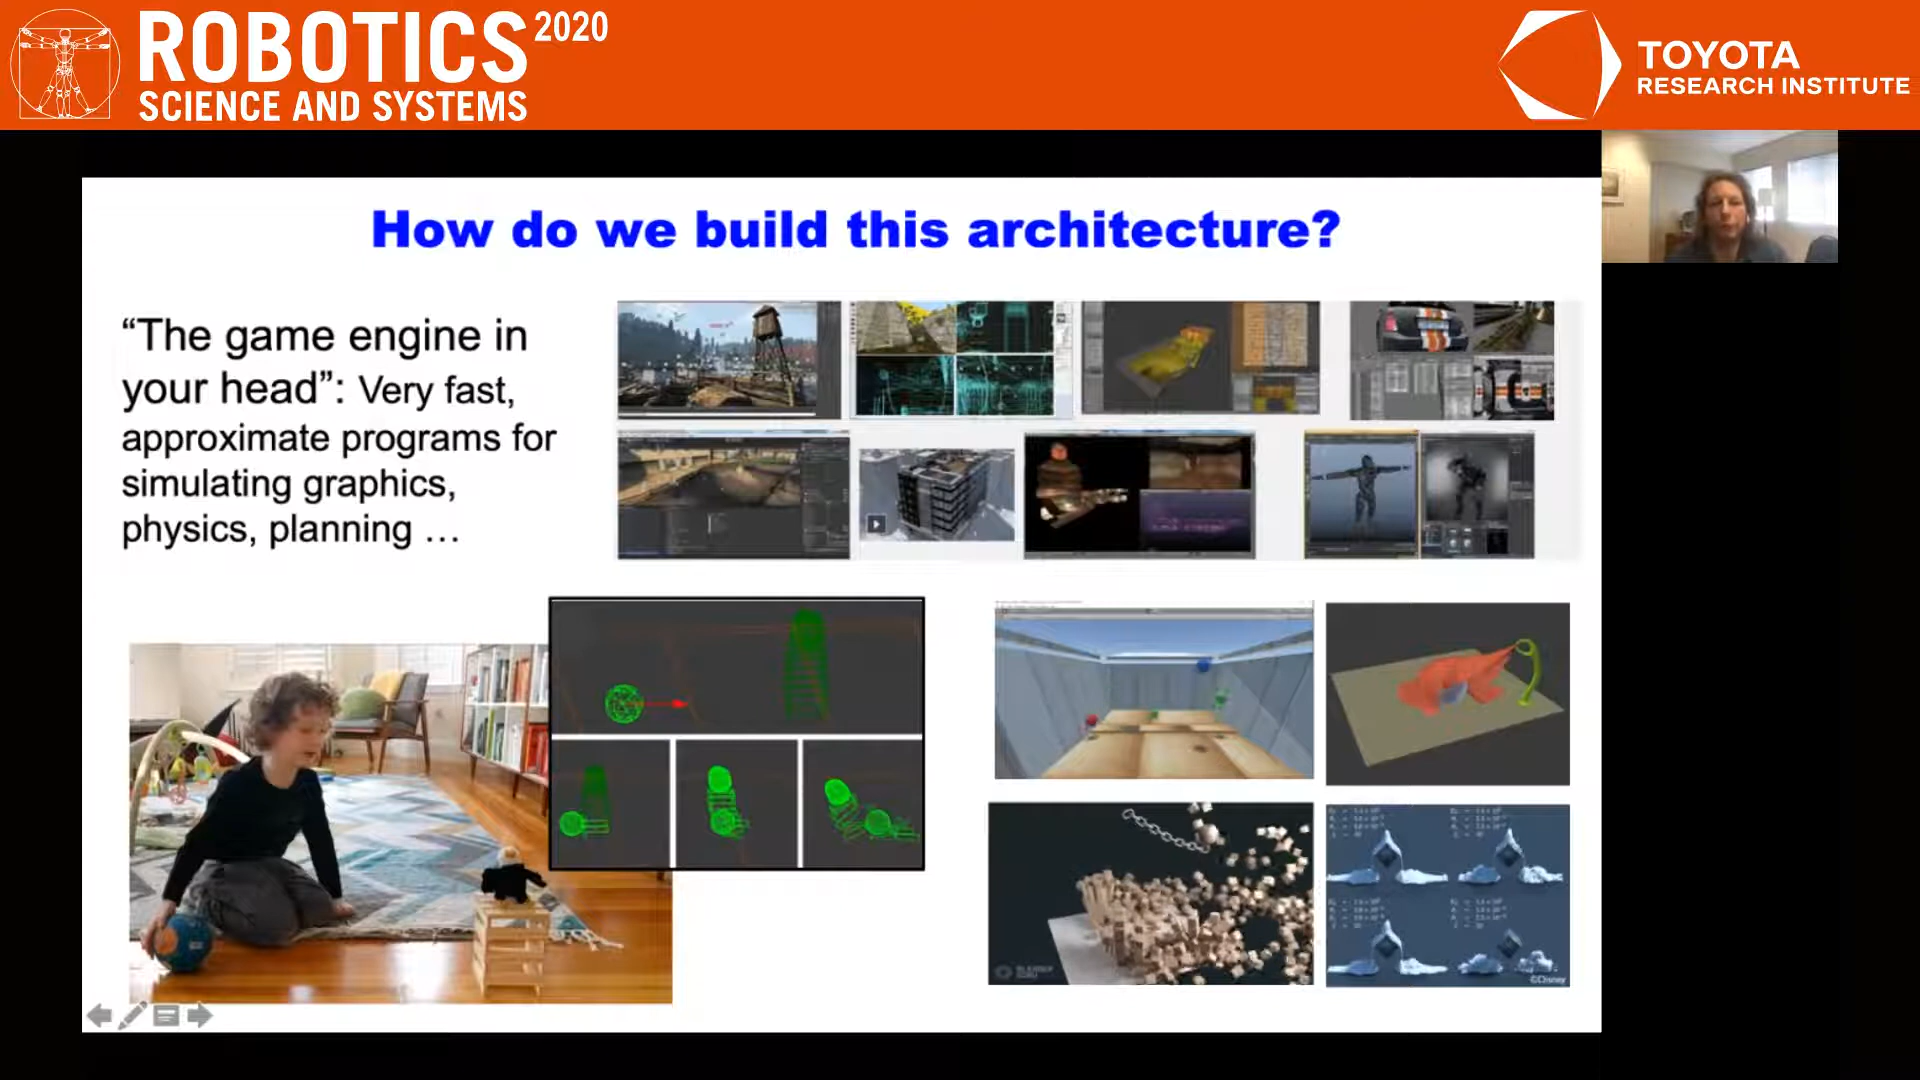 ROBOTICS 2020
SCIENCE AND SYSTEMS
TOYOTA
RESEARCH INSTITUTE
How do we build this architecture?
“The game engine in
your head”: Very fast,
approximate programs for
simulating graphics,
physics, planning …
©Disney